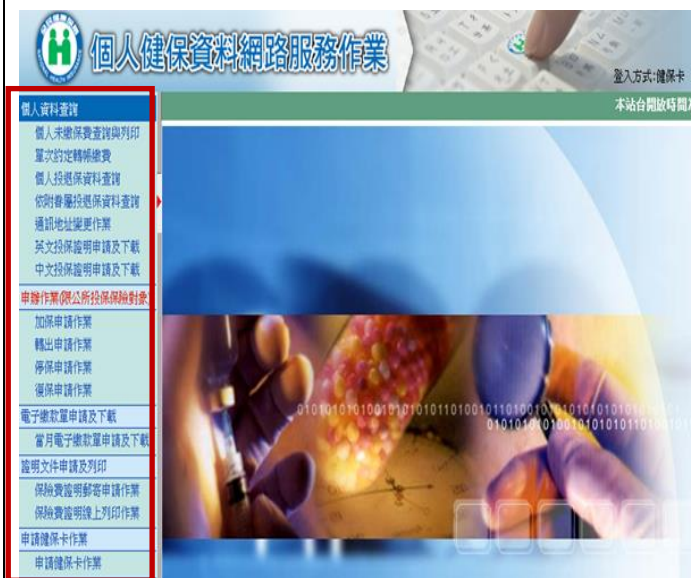 個人健保資料網路服務作業
登入方式:健保卡
本站台開啟時間
個人資料查詢
個人未繳保費查詢與列印
單次約定轉帳繳費
個人投退保資料查詢
依附眷屬投退保資料查詢
通訊地址變更作業
英文投保證明申請及下載
中文投保證明申請及下載
申辦作業(限公所投保保險對象)
加保申請作業
轉出申請作業
停保申請作業
復保申請作業
電子繳款單申請及下載
當月電子繳款單申請及下載
證明文件申請及列印
保險費證明郵寄申請作業
保險費證明線上列印作業
申請健保卡作業
申請健保卡作業